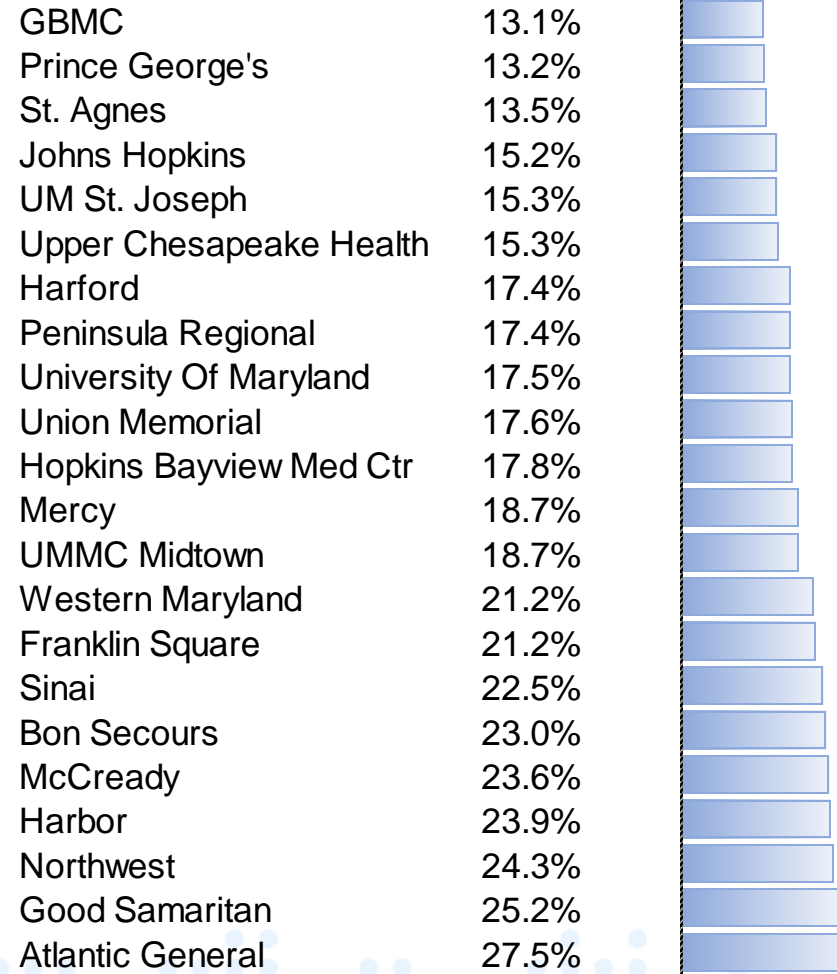 GBMC 13.1%
Prince George's 13.2%
St. Agnes 13.5%
Johns Hopkins 15.2%
UM St. Joseph 15.3%
Upper Chesapeake Health 15.3%
Harford 17.4%
Peninsula Regional 17.4%
University Of Maryland 17.5%
Union Memorial 17.6%
Hopkins Bayview Med Ctr 17.8%
Mercy 18.7%
UMMC Midtown 18.7%
Western Maryland 21.2%
Franklin Square 21.2%
Sinai 22.5%
Bon Secours 23.0%
McCready 23.6%
Harbor 23.9%
Northwest 24.3%
Good Samaritan 25.2%
Atlantic General 27.5%